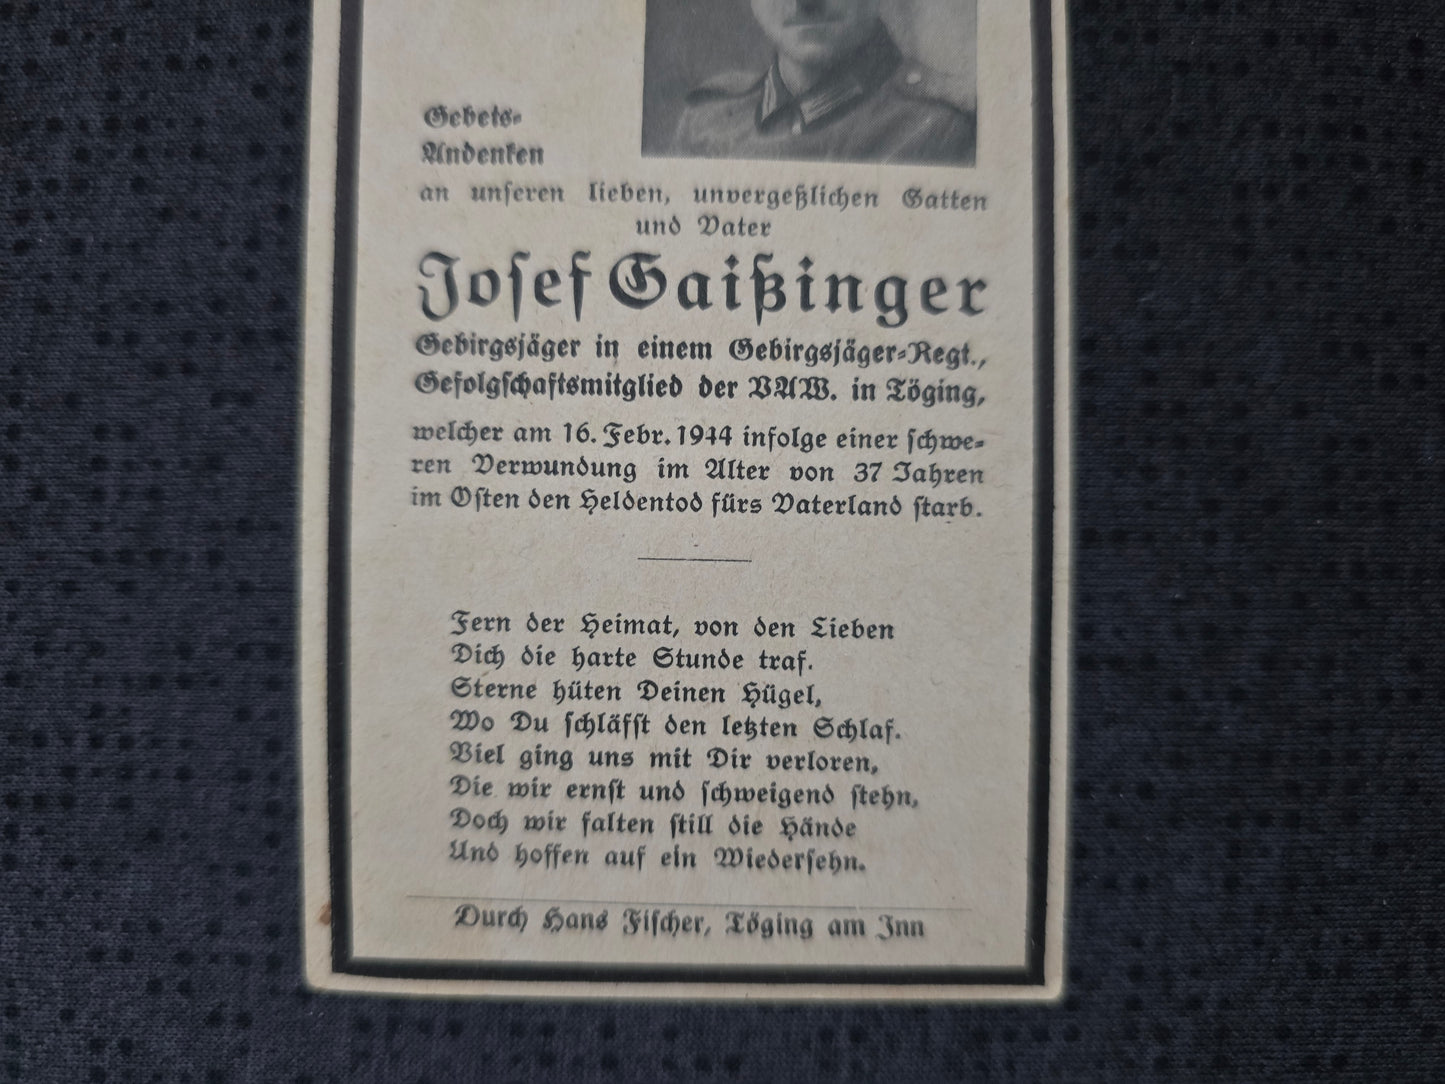 Gebets-
Andenken
an unseren lieben, unvergeßlichen Gatten
und Vater
Josef Gaißinger
Gebirgsjäger in einem Gebirgsjäger-Regt.,
Gefolgschaftsmitglied der VAW. in Töging,
welcher am 16. Febr. 1944 infolge einer schwe-
ren Verwundung im Alter von 37 Jahren
im Osten den Heldentod fürs Vaterland starb.
Fern der Heimat, von den Lieben
Dich die harte Stunde traf.
Sterne hüten Deinen Hügel,
Wo Du schläfst den letzten Schlaf.
Viel ging uns mit Dir verloren,
Die wir ernst und schweigend stehn,
Doch wir falten still die Hände
Und hoffen auf ein Wiedersehn.
Durch Hans Fischer, Töging am Inn